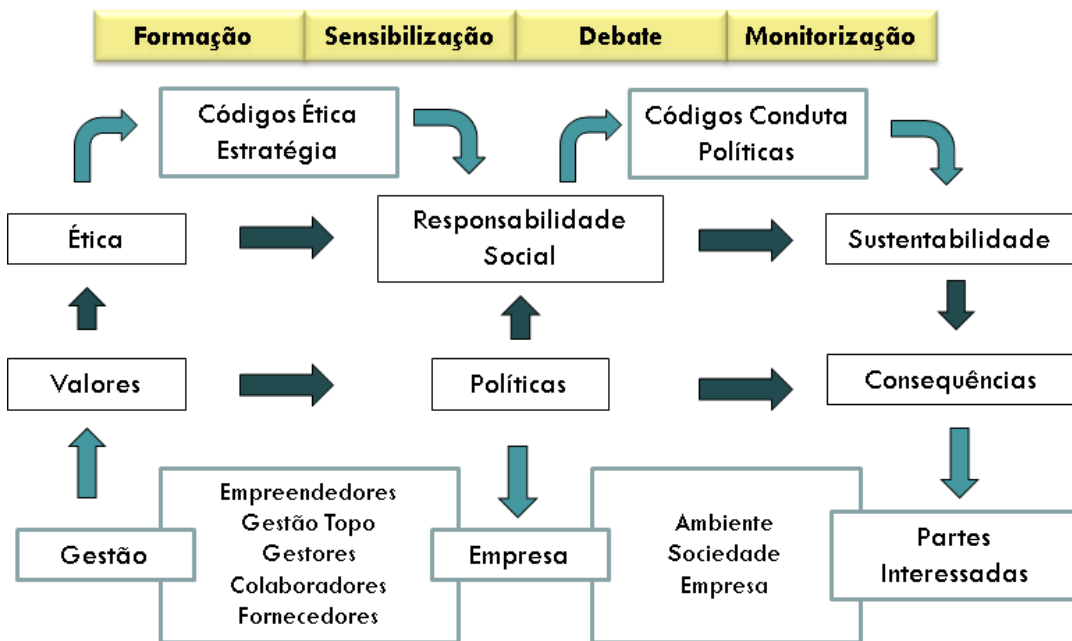 Formação Sensibilização Debate Monitorização
Códigos Ética
Estratégia
Códigos Conduta
Políticas
Ética
Responsabilidade
Social
Sustentabilidade
Valores
Políticas
Consequências
Gestão
Empreendedores
Gestão Topo
Gestores
Colaboradores
Fornecedores
Empresa
Ambiente
Sociedade
Empresa
Partes
Interessadas